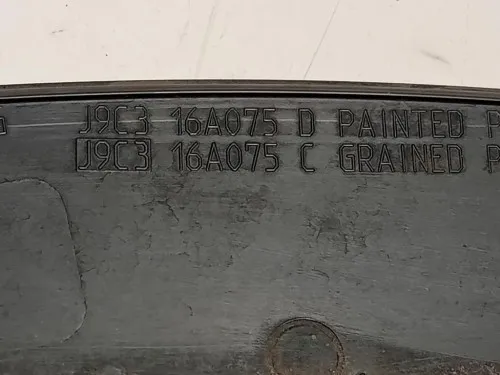 J9C3 16A075 D PAINTED P
J9C3 16A075 C GRAINED P